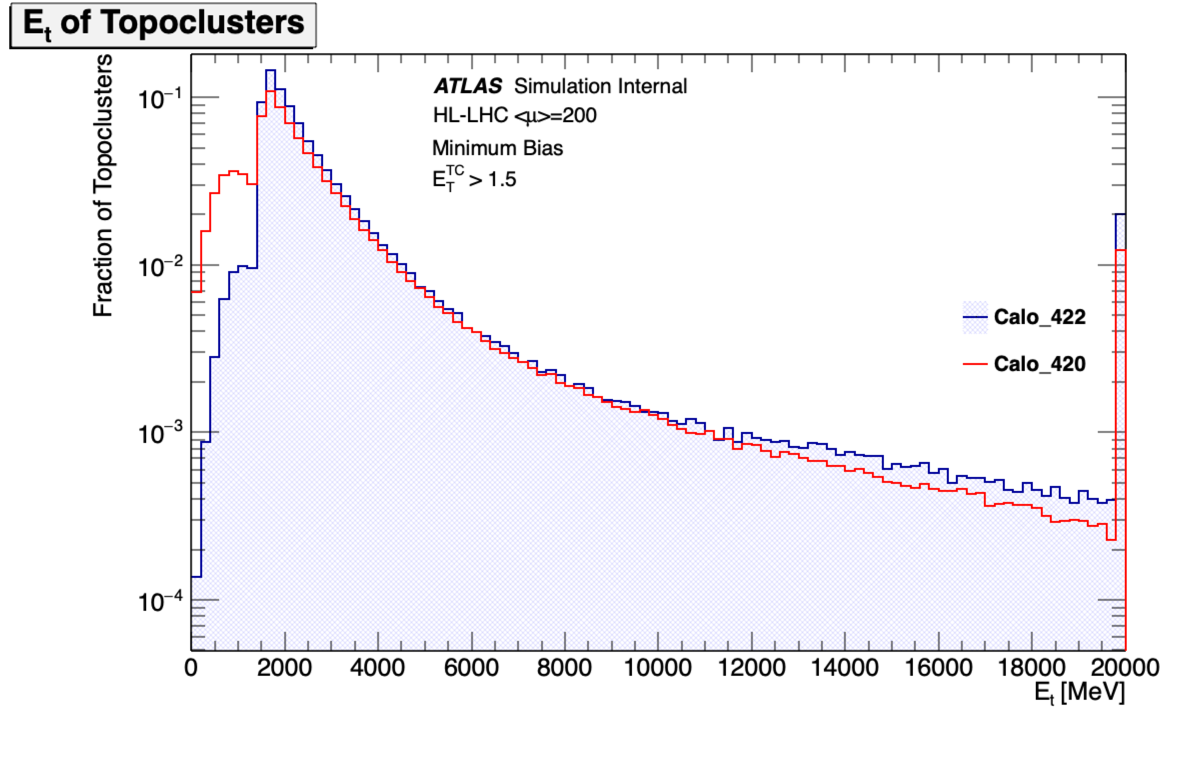 Et of Topoclusters
Fraction of Topoclusters
10−1
10−2
10−3
10−4
ATLAS Simulation Internal
HL-LHC <μ>=200
Minimum Bias
E_T^TC > 1.5
Calo_422
Calo_420
0 2000 4000 6000 8000 10000 12000 14000 16000 18000 20000
Et [MeV]